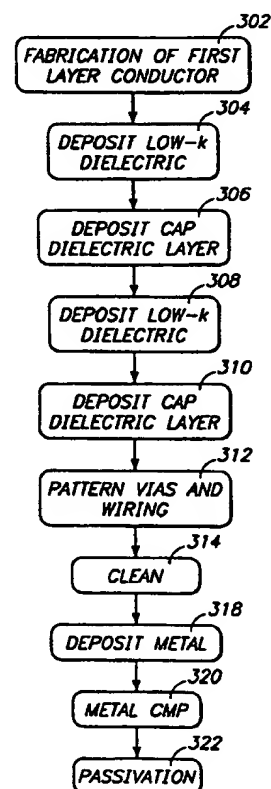 302
FABRICATION OF FIRST
LAYER CONDUCTOR
304
DEPOSIT LOW-k
DIELECTRIC
306
DEPOSIT CAP
DIELECTRIC LAYER
308
DEPOSIT LOW-k
DIELECTRIC
310
DEPOSIT CAP
DIELECTRIC LAYER
312
PATTERN VIAS AND
WIRING
314
CLEAN
318
DEPOSIT METAL
320
METAL CMP
322
PASSIVATION